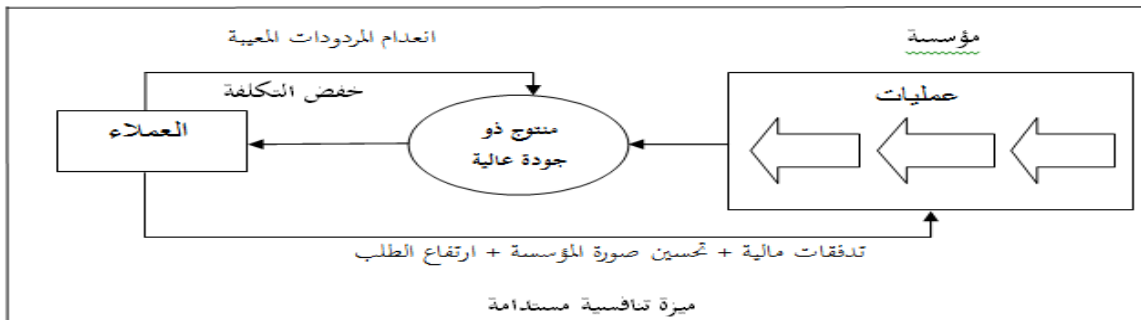 مؤسسة
انعدام المردودات المعيبة
عمليات
خفض التكلفة
منتوج ذو
جودة عالية
العملاء
تدفقات مالية + تحسين صورة المؤسسة + ارتفاع الطلب
ميزة تنافسية مستدامة